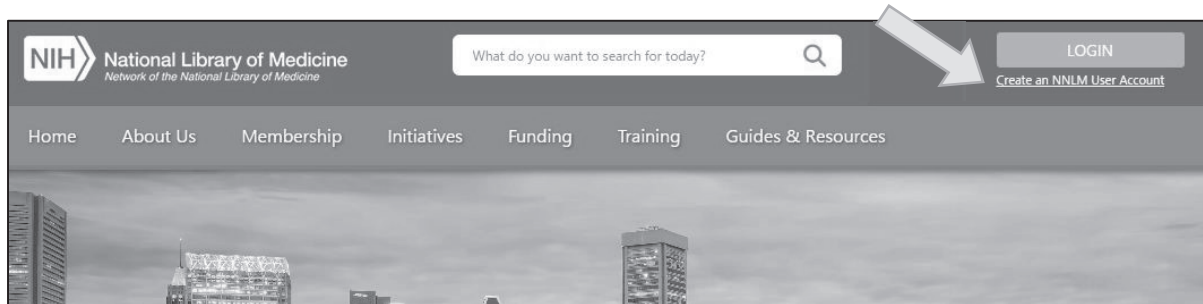 NIH
National Library of Medicine
Network of the National Library of Medicine
What do you want to search for today?
LOGIN
Create an NNLM User Account
Home About Us Membership Initiatives Funding Training Guides & Resources